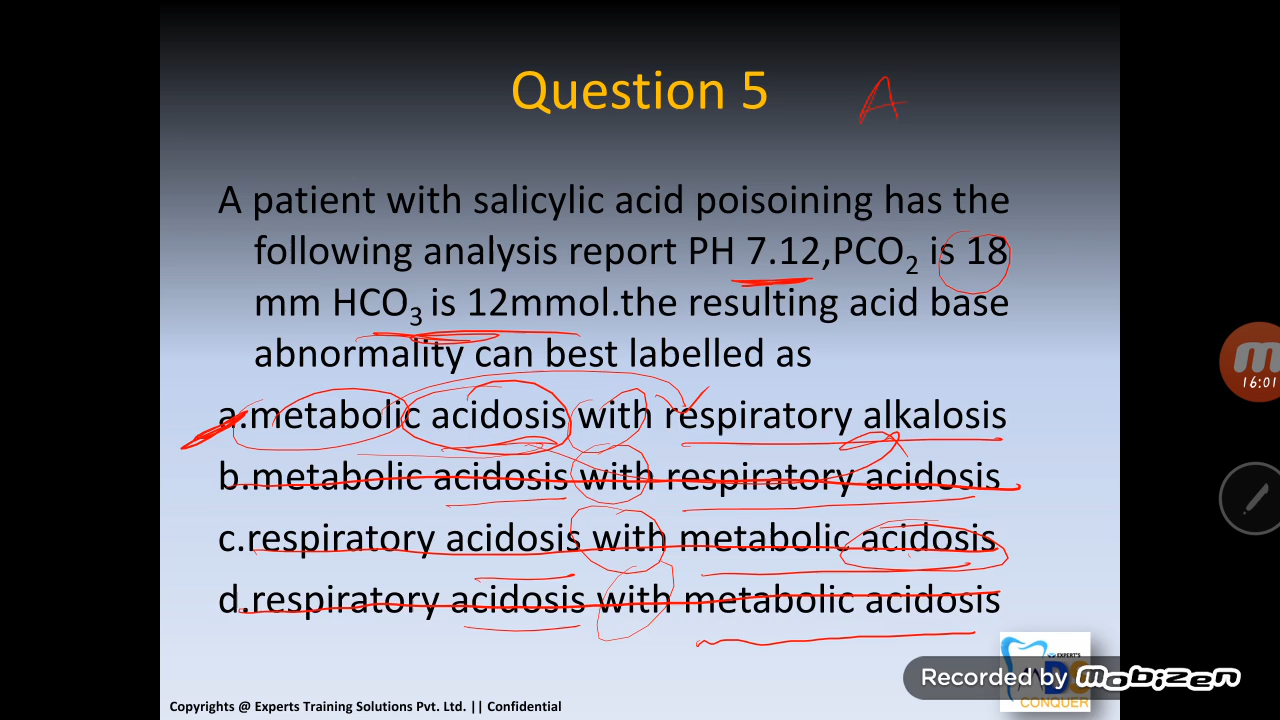 Question 5
A
A patient with salicylic acid poisoining has the
following analysis report PH 7.12,PCO₂ is 18
mm HCO₃ is 12mmol.the resulting acid base
abnormality can best labelled as
a.metabolic acidosis with respiratory alkalosis
b.metabolic acidosis with respiratory acidosis
c.respiratory acidosis with metabolic acidosis
d.respiratory acidosis with metabolic acidosis
16:01
EXPERT'S
CONQUER
Recorded by mobizen
Copyrights @ Experts Training Solutions Pvt. Ltd. || Confidential